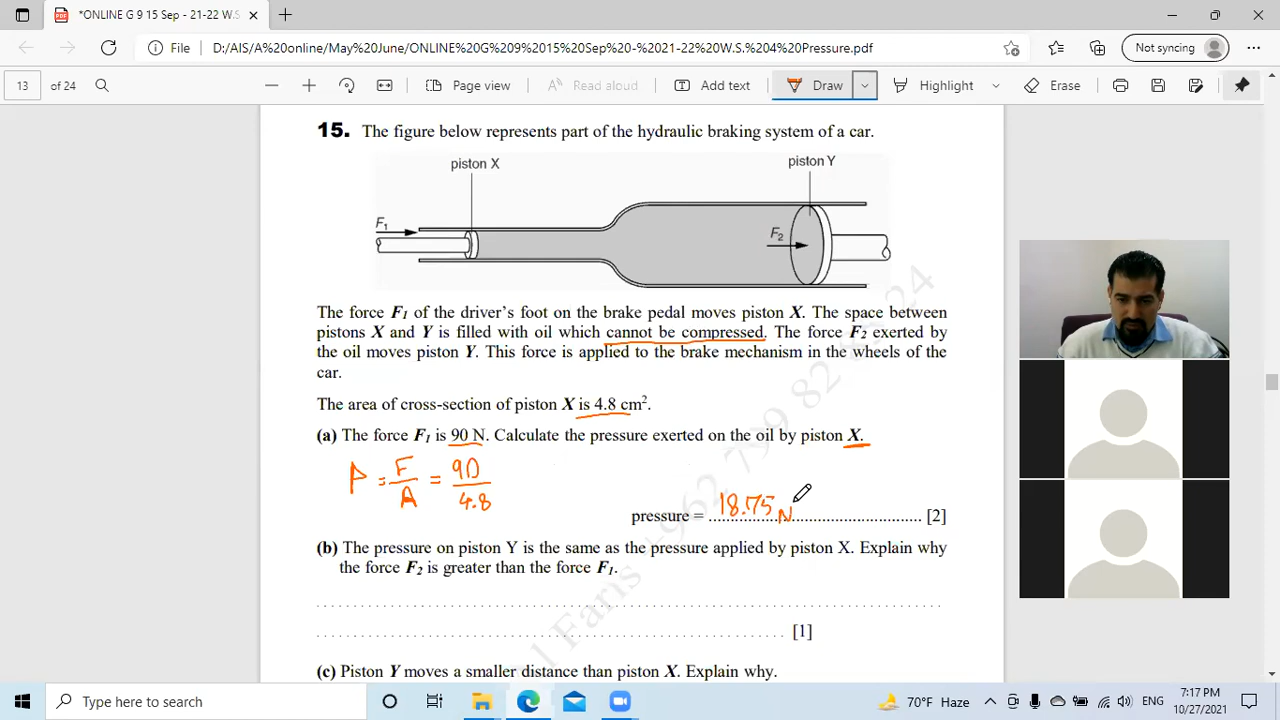 *ONLINE G 9 15 Sep - 21-22 W.S.
File
D:/AIS/A%20online/May%20June/ONLINE%20G%209%2015%20Sep%20-%2021-22%20W.S.%204%20Pressure.pdf
Not syncing
13 of 24
Page view
Read aloud
Add text
Draw
Highlight
Erase
15. The figure below represents part of the hydraulic braking system of a car.
piston X
piston Y
F1
F2
The force F1 of the driver's foot on the brake pedal moves piston X. The space between
pistons X and Y is filled with oil which cannot be compressed. The force F2 exerted by
the oil moves piston Y. This force is applied to the brake mechanism in the wheels of the
car.
The area of cross-section of piston X is 4.8 cm².
(a) The force F1 is 90 N. Calculate the pressure exerted on the oil by piston X.
P = F/A = 90/4.8
pressure = 18.75 N [2]
(b) The pressure on piston Y is the same as the pressure applied by piston X. Explain why
the force F2 is greater than the force F1.
[1]
(c) Piston Y moves a smaller distance than piston X. Explain why.
Type here to search
70°F Haze
ENG
7:17 PM
10/27/2021